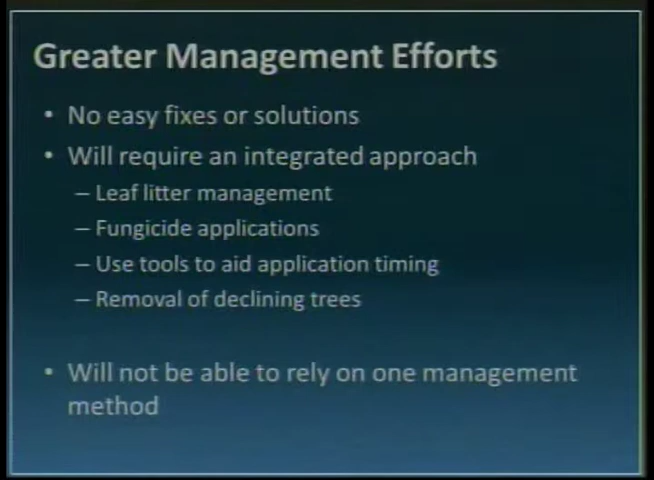 Greater Management Efforts
• No easy fixes or solutions
• Will require an integrated approach
– Leaf litter management
– Fungicide applications
– Use tools to aid application timing
– Removal of declining trees
• Will not be able to rely on one management
method